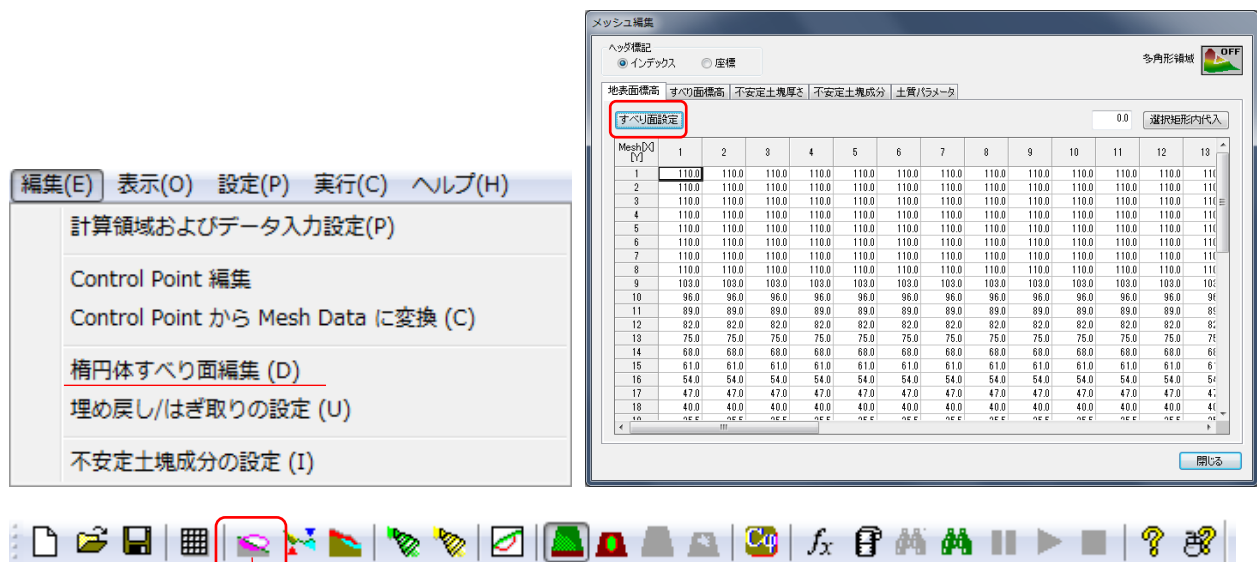 編集(E) 表示(O) 設定(P) 実行(C) ヘルプ(H)
計算領域およびデータ入力設定(P)
Control Point 編集
Control Point から Mesh Data に変換 (C)
楕円体すべり面編集 (D)
埋め戻し/はぎ取りの設定 (U)
不安定土塊成分の設定 (I)
メッシュ編集
ヘッダ標記
インデックス 座標
多角形領域 OFF
地表面標高 すべり面標高 不安定土塊厚さ 不安定土塊成分 土質パラメータ
すべり面設定 0.0 選択矩形内代入
Mesh[X] 1 2 3 4 5 6 7 8 9 10 11 12 13
[Y]
1 110.0 110.0 110.0 110.0 110.0 110.0 110.0 110.0 110.0 110.0 110.0 110.0
2 110.0 110.0 110.0 110.0 110.0 110.0 110.0 110.0 110.0 110.0 110.0 110.0
3 110.0 110.0 110.0 110.0 110.0 110.0 110.0 110.0 110.0 110.0 110.0 110.0
4 110.0 110.0 110.0 110.0 110.0 110.0 110.0 110.0 110.0 110.0 110.0 110.0
5 110.0 110.0 110.0 110.0 110.0 110.0 110.0 110.0 110.0 110.0 110.0 110.0
6 110.0 110.0 110.0 110.0 110.0 110.0 110.0 110.0 110.0 110.0 110.0 110.0
7 110.0 110.0 110.0 110.0 110.0 110.0 110.0 110.0 110.0 110.0 110.0 110.0
8 110.0 110.0 110.0 110.0 110.0 110.0 110.0 110.0 110.0 110.0 110.0 110.0
9 103.0 103.0 103.0 103.0 103.0 103.0 103.0 103.0 103.0 103.0 103.0 103.0
10 96.0 96.0 96.0 96.0 96.0 96.0 96.0 96.0 96.0 96.0 96.0 96.0
11 89.0 89.0 89.0 89.0 89.0 89.0 89.0 89.0 89.0 89.0 89.0 89.0
12 82.0 82.0 82.0 82.0 82.0 82.0 82.0 82.0 82.0 82.0 82.0 82.0
13 75.0 75.0 75.0 75.0 75.0 75.0 75.0 75.0 75.0 75.0 75.0 75.0
14 68.0 68.0 68.0 68.0 68.0 68.0 68.0 68.0 68.0 68.0 68.0 68.0
15 61.0 61.0 61.0 61.0 61.0 61.0 61.0 61.0 61.0 61.0 61.0 61.0
16 54.0 54.0 54.0 54.0 54.0 54.0 54.0 54.0 54.0 54.0 54.0 54.0
17 47.0 47.0 47.0 47.0 47.0 47.0 47.0 47.0 47.0 47.0 47.0 47.0
18 40.0 40.0 40.0 40.0 40.0 40.0 40.0 40.0 40.0 40.0 40.0 40.0
閉じる
Cg fx ? ?